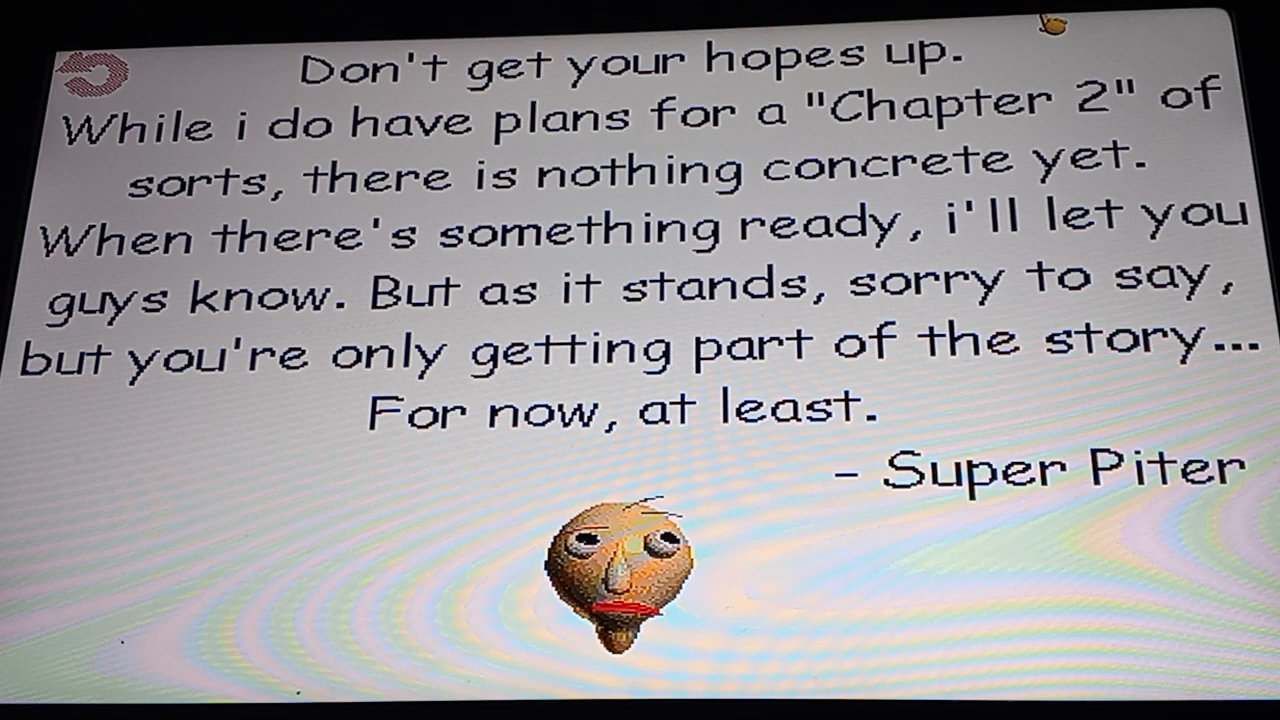 Don't get your hopes up.
While i do have plans for a "Chapter 2" of
sorts, there is nothing concrete yet.
When there's something ready, i'll let you
guys know. But as it stands, sorry to say,
but you're only getting part of the story...
For now, at least.
- Super Piter